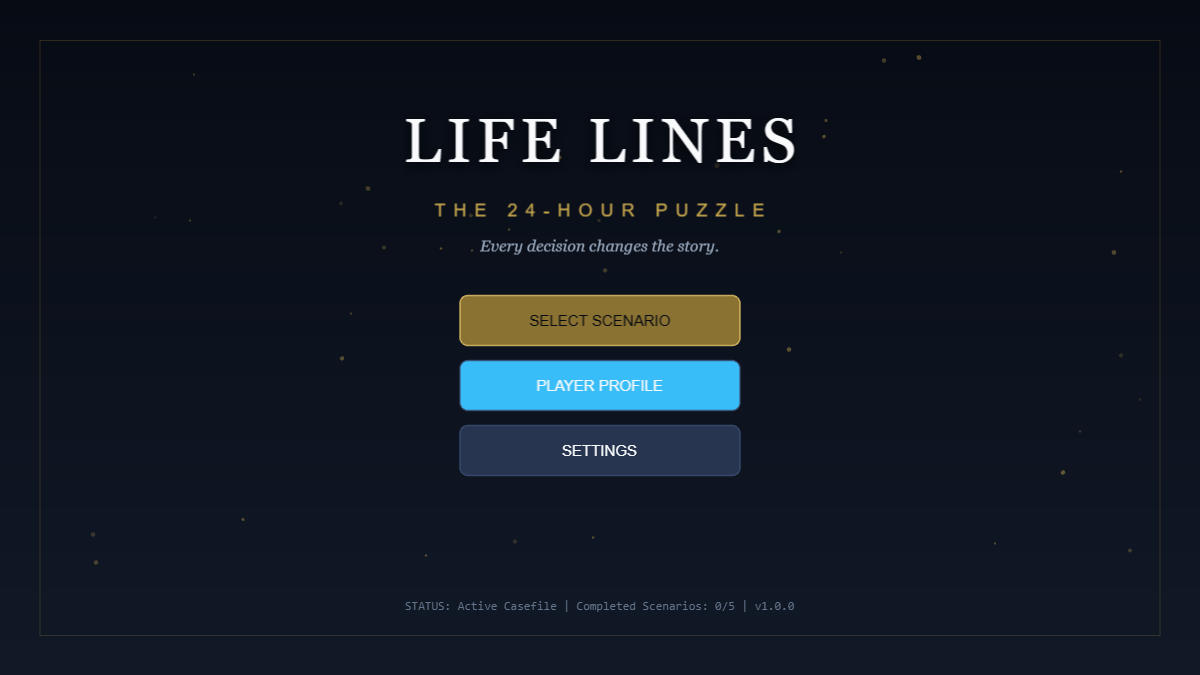 LIFE LINES
THE 24-HOUR PUZZLE
Every decision changes the story.
SELECT SCENARIO
PLAYER PROFILE
SETTINGS
STATUS: Active Casefile | Completed Scenarios: 0/5 | v1.0.0